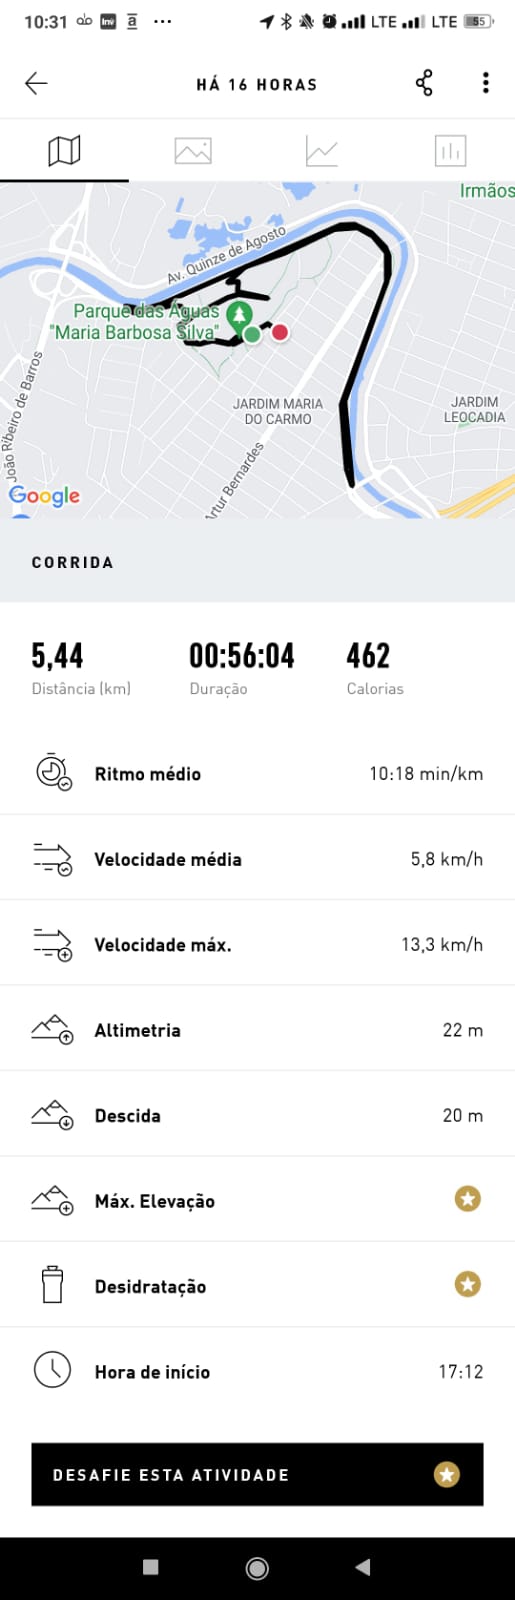 10:31 LTE LTE 55
HÁ 16 HORAS
Irmãos
Av. Quinze de Agosto
Parque das Águas
"Maria Barbosa Silva"
João Ribeiro de Barros
JARDIM MARIA
DO CARMO
JARDIM
LEOCADIA
Artur Bernardes
Google
CORRIDA
5,44 00:56:04 462
Distância (km) Duração Calorias
Ritmo médio 10:18 min/km
Velocidade média 5,8 km/h
Velocidade máx. 13,3 km/h
Altimetria 22 m
Descida 20 m
Máx. Elevação
Desidratação
Hora de início 17:12
DESAFIE ESTA ATIVIDADE